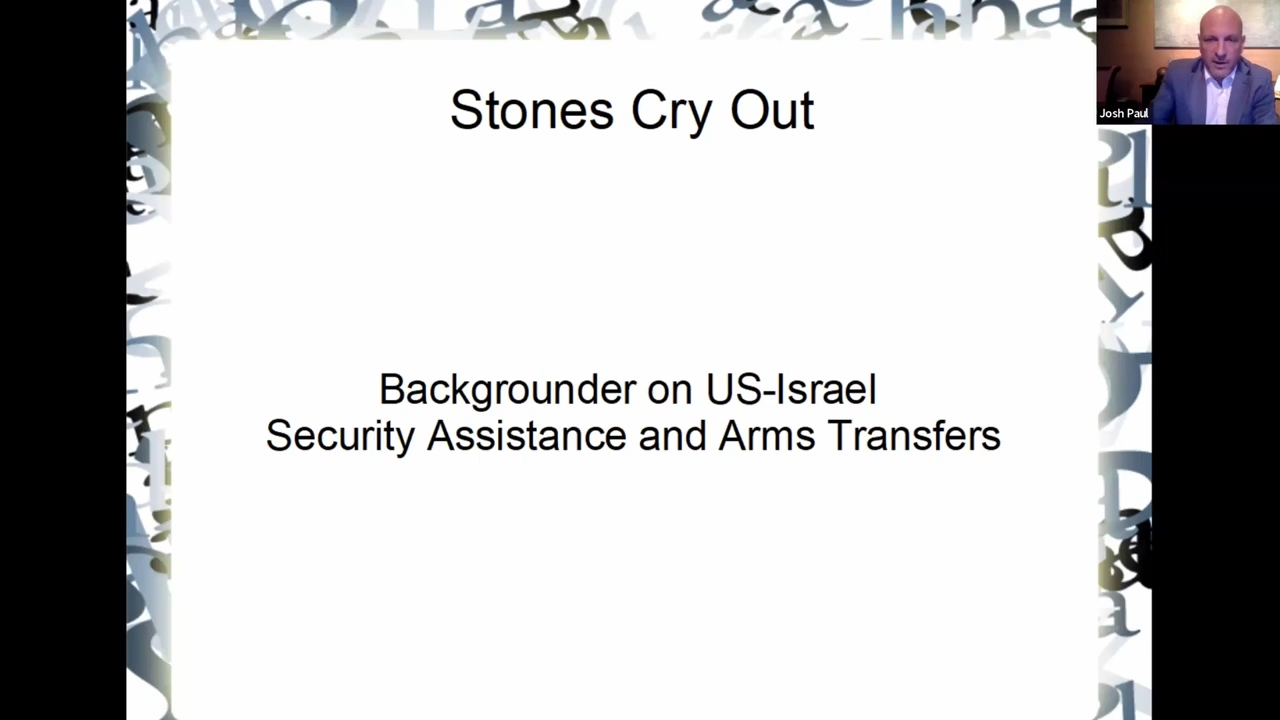 Stones Cry Out
Josh Paul
Backgrounder on US-Israel
Security Assistance and Arms Transfers